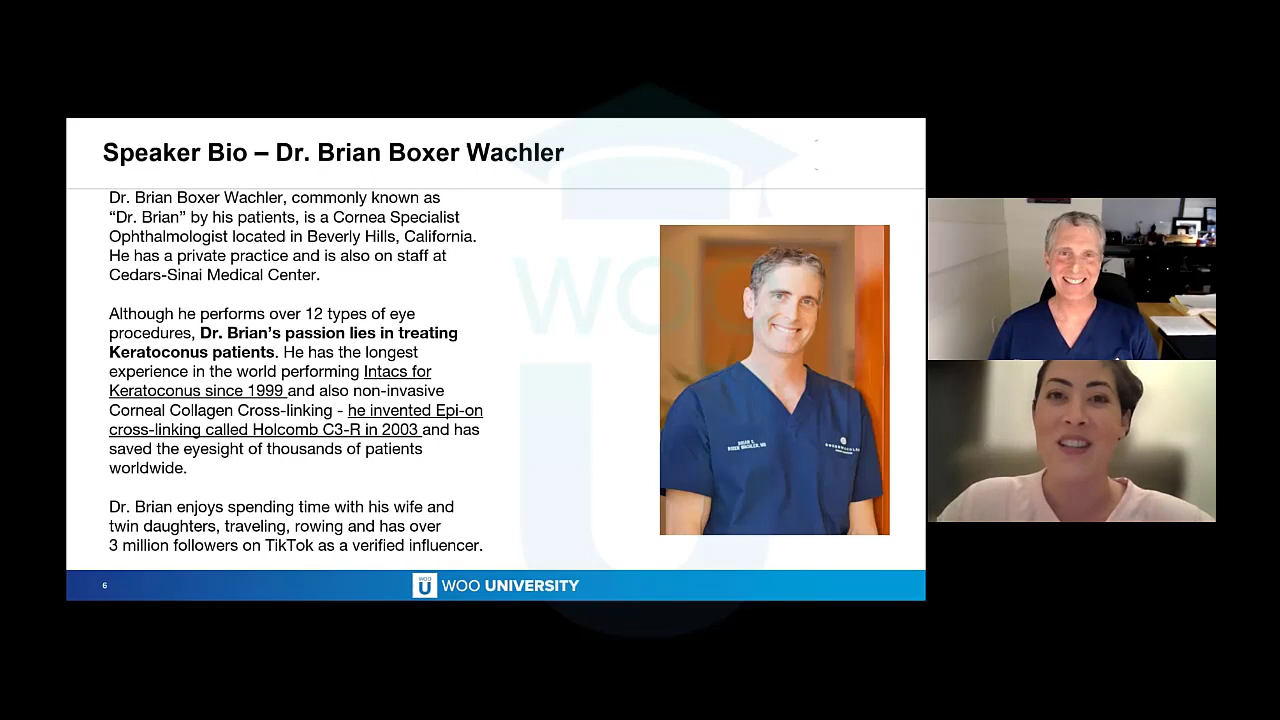 Speaker Bio – Dr. Brian Boxer Wachler
Dr. Brian Boxer Wachler, commonly known as
“Dr. Brian” by his patients, is a Cornea Specialist
Ophthalmologist located in Beverly Hills, California.
He has a private practice and is also on staff at
Cedars-Sinai Medical Center.
Although he performs over 12 types of eye
procedures, Dr. Brian’s passion lies in treating
Keratoconus patients. He has the longest
experience in the world performing Intacs for
Keratoconus since 1999 and also non-invasive
Corneal Collagen Cross-linking - he invented Epi-on
cross-linking called Holcomb C3-R in 2003 and has
saved the eyesight of thousands of patients
worldwide.
Dr. Brian enjoys spending time with his wife and
twin daughters, traveling, rowing and has over
3 million followers on TikTok as a verified influencer.
WOO
U
BRIAN S.
BOXER WACHLER, MD
6
WOO
U
WOO UNIVERSITY